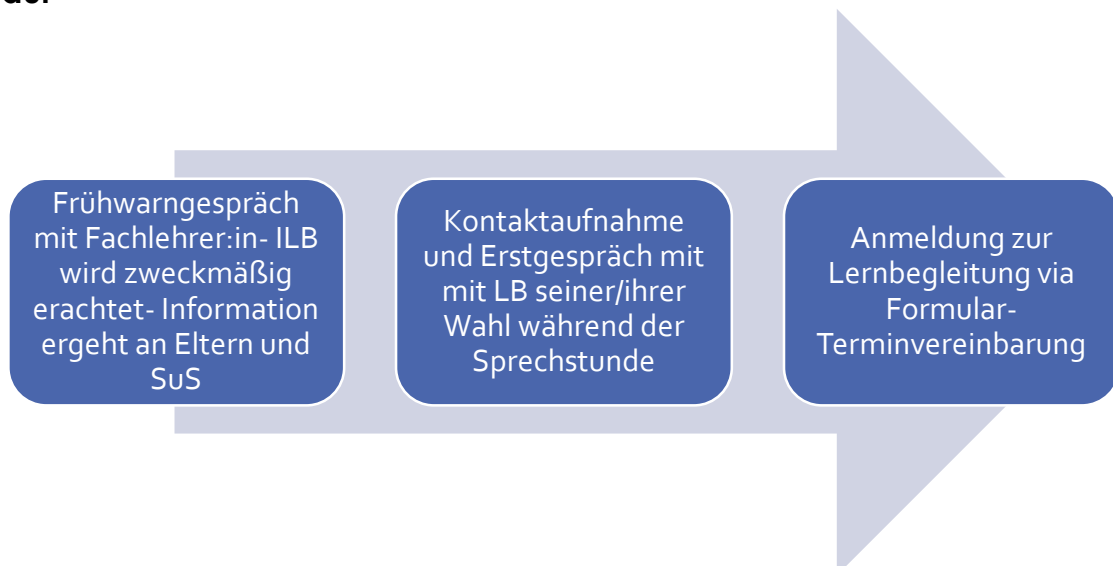 Frühwarngespräch
mit Fachlehrer:in- ILB
wird zweckmäßig
erachtet- Information
ergeht an Eltern und
SuS
Kontaktaufnahme
und Erstgespräch mit
mit LB seiner/ihrer
Wahl während der
Sprechstunde
Anmeldung zur
Lernbegleitung via
Formular-
Terminvereinbarung